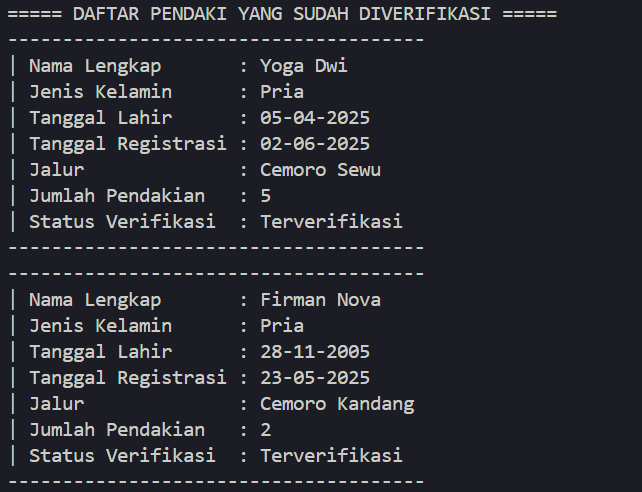 ===== DAFTAR PENDAKI YANG SUDAH DIVERIFIKASI =====
--------------------------------------
| Nama Lengkap       : Yoga Dwi
| Jenis Kelamin      : Pria
| Tanggal Lahir      : 05-04-2025
| Tanggal Registrasi : 02-06-2025
| Jalur              : Cemoro Sewu
| Jumlah Pendakian   : 5
| Status Verifikasi  : Terverifikasi
--------------------------------------
--------------------------------------
| Nama Lengkap       : Firman Nova
| Jenis Kelamin      : Pria
| Tanggal Lahir      : 28-11-2005
| Tanggal Registrasi : 23-05-2025
| Jalur              : Cemoro Kandang
| Jumlah Pendakian   : 2
| Status Verifikasi  : Terverifikasi
--------------------------------------